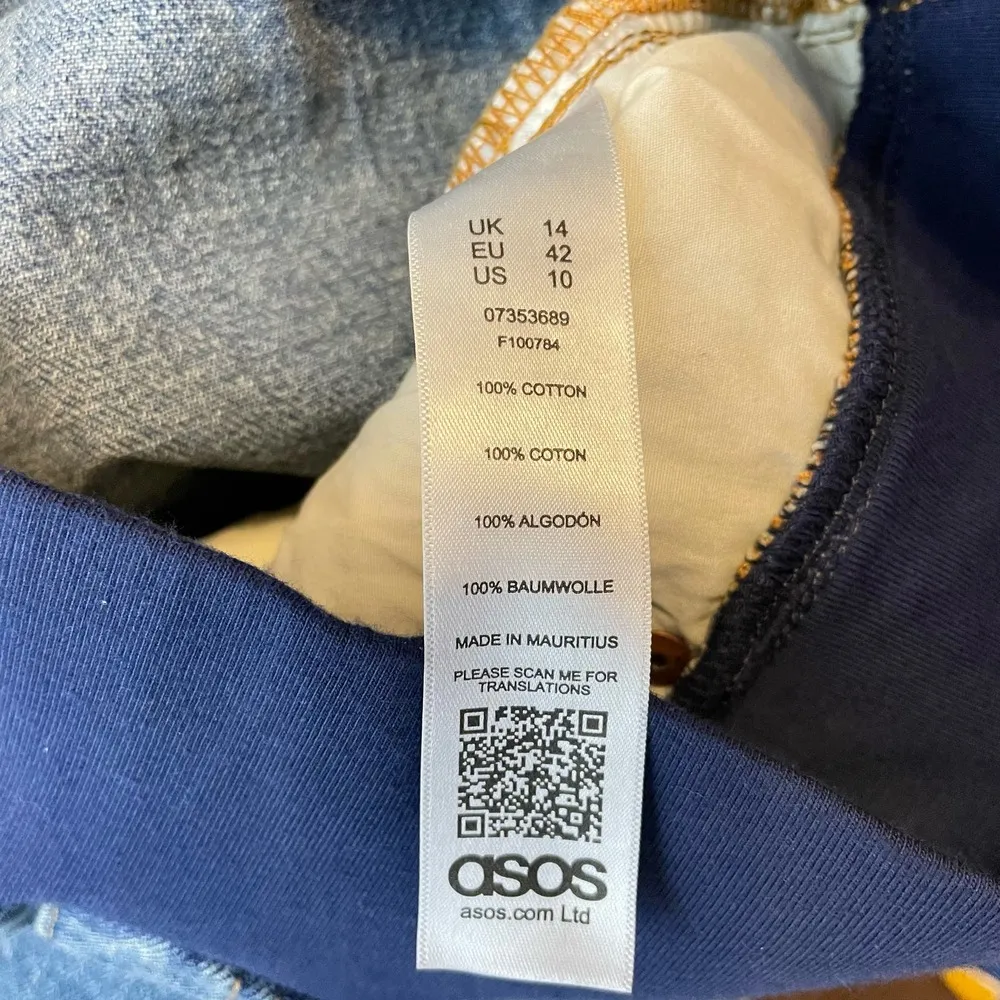 UK 14
EU 42
US 10
07353689
F100784
100% COTTON
100% COTON
100% ALGODÓN
100% BAUMWOLLE
MADE IN MAURITIUS
PLEASE SCAN ME FOR
TRANSLATIONS
asos
asos.com Ltd